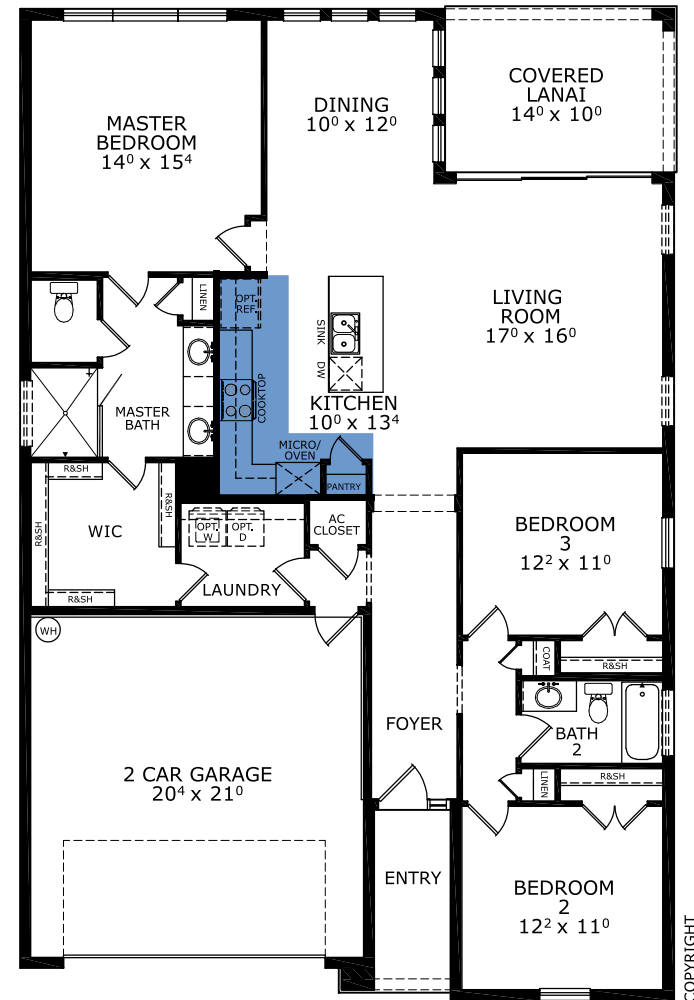 MASTER
BEDROOM
14⁰ x 15⁴
DINING
10⁰ x 12⁰
COVERED
LANAI
14⁰ x 10⁰
LINEN
OPT.
REF
LIVING
ROOM
17⁰ x 16⁰
SINK
DW
COOKTOP
KITCHEN
10⁰ x 13⁴
MASTER
BATH
MICRO/
OVEN
PANTRY
R&SH
R&SH
R&SH
WIC
R&SH
OPT.
W
OPT.
D
LAUNDRY
AC
CLOSET
BEDROOM
3
12² x 11⁰
WH
COAT
R&SH
FOYER
BATH
2
LINEN
R&SH
2 CAR GARAGE
20⁴ x 21⁰
ENTRY
BEDROOM
2
12² x 11⁰
COPYRIGHT